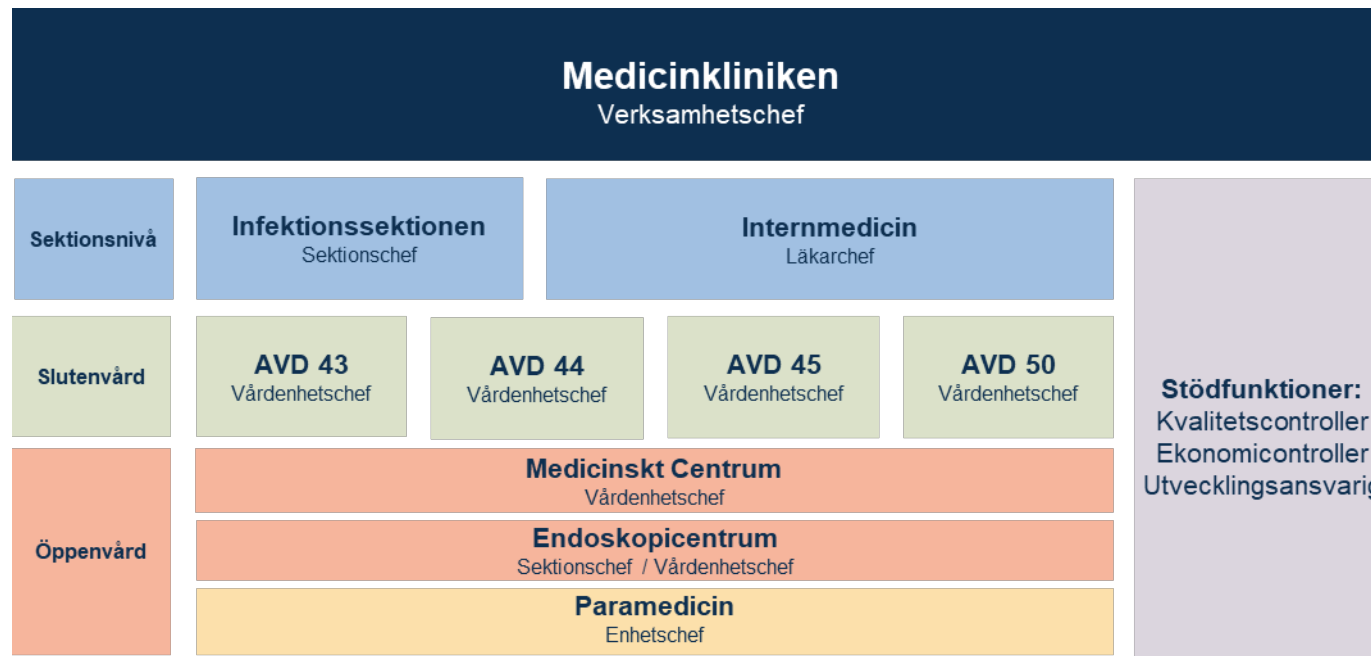 Medicinkliniken
Verksamhetschef
Sektionsnivå
Infektionssektionen
Sektionschef
Internmedicin
Läkarchef
Slutenvård
AVD 43
Vårdenhetschef
AVD 44
Vårdenhetschef
AVD 45
Vårdenhetschef
AVD 50
Vårdenhetschef
Öppenvård
Medicinskt Centrum
Vårdenhetschef
Endoskopicentrum
Sektionschef / Vårdenhetschef
Paramedicin
Enhetschef
Stödfunktioner:
Kvalitetscontroller
Ekonomicontroller
Utvecklingsansvarig